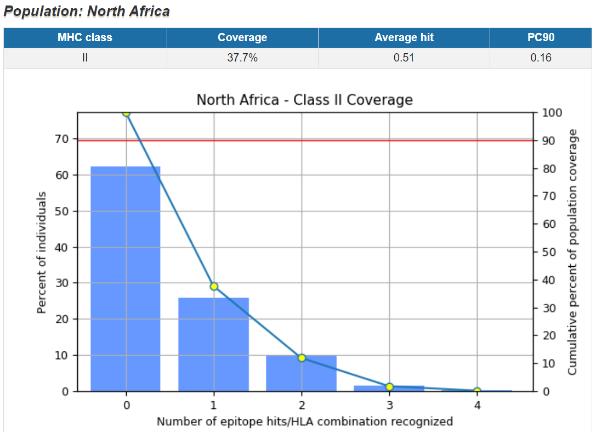 Population: North Africa
MHC class Coverage Average hit PC90
II 37.7% 0.51 0.16
North Africa - Class II Coverage
70
60
50
40
30
20
10
0
Percent of individuals
100
90
80
70
60
50
40
30
20
10
0
Cumulative percent of population coverage
0 1 2 3 4
Number of epitope hits/HLA combination recognized